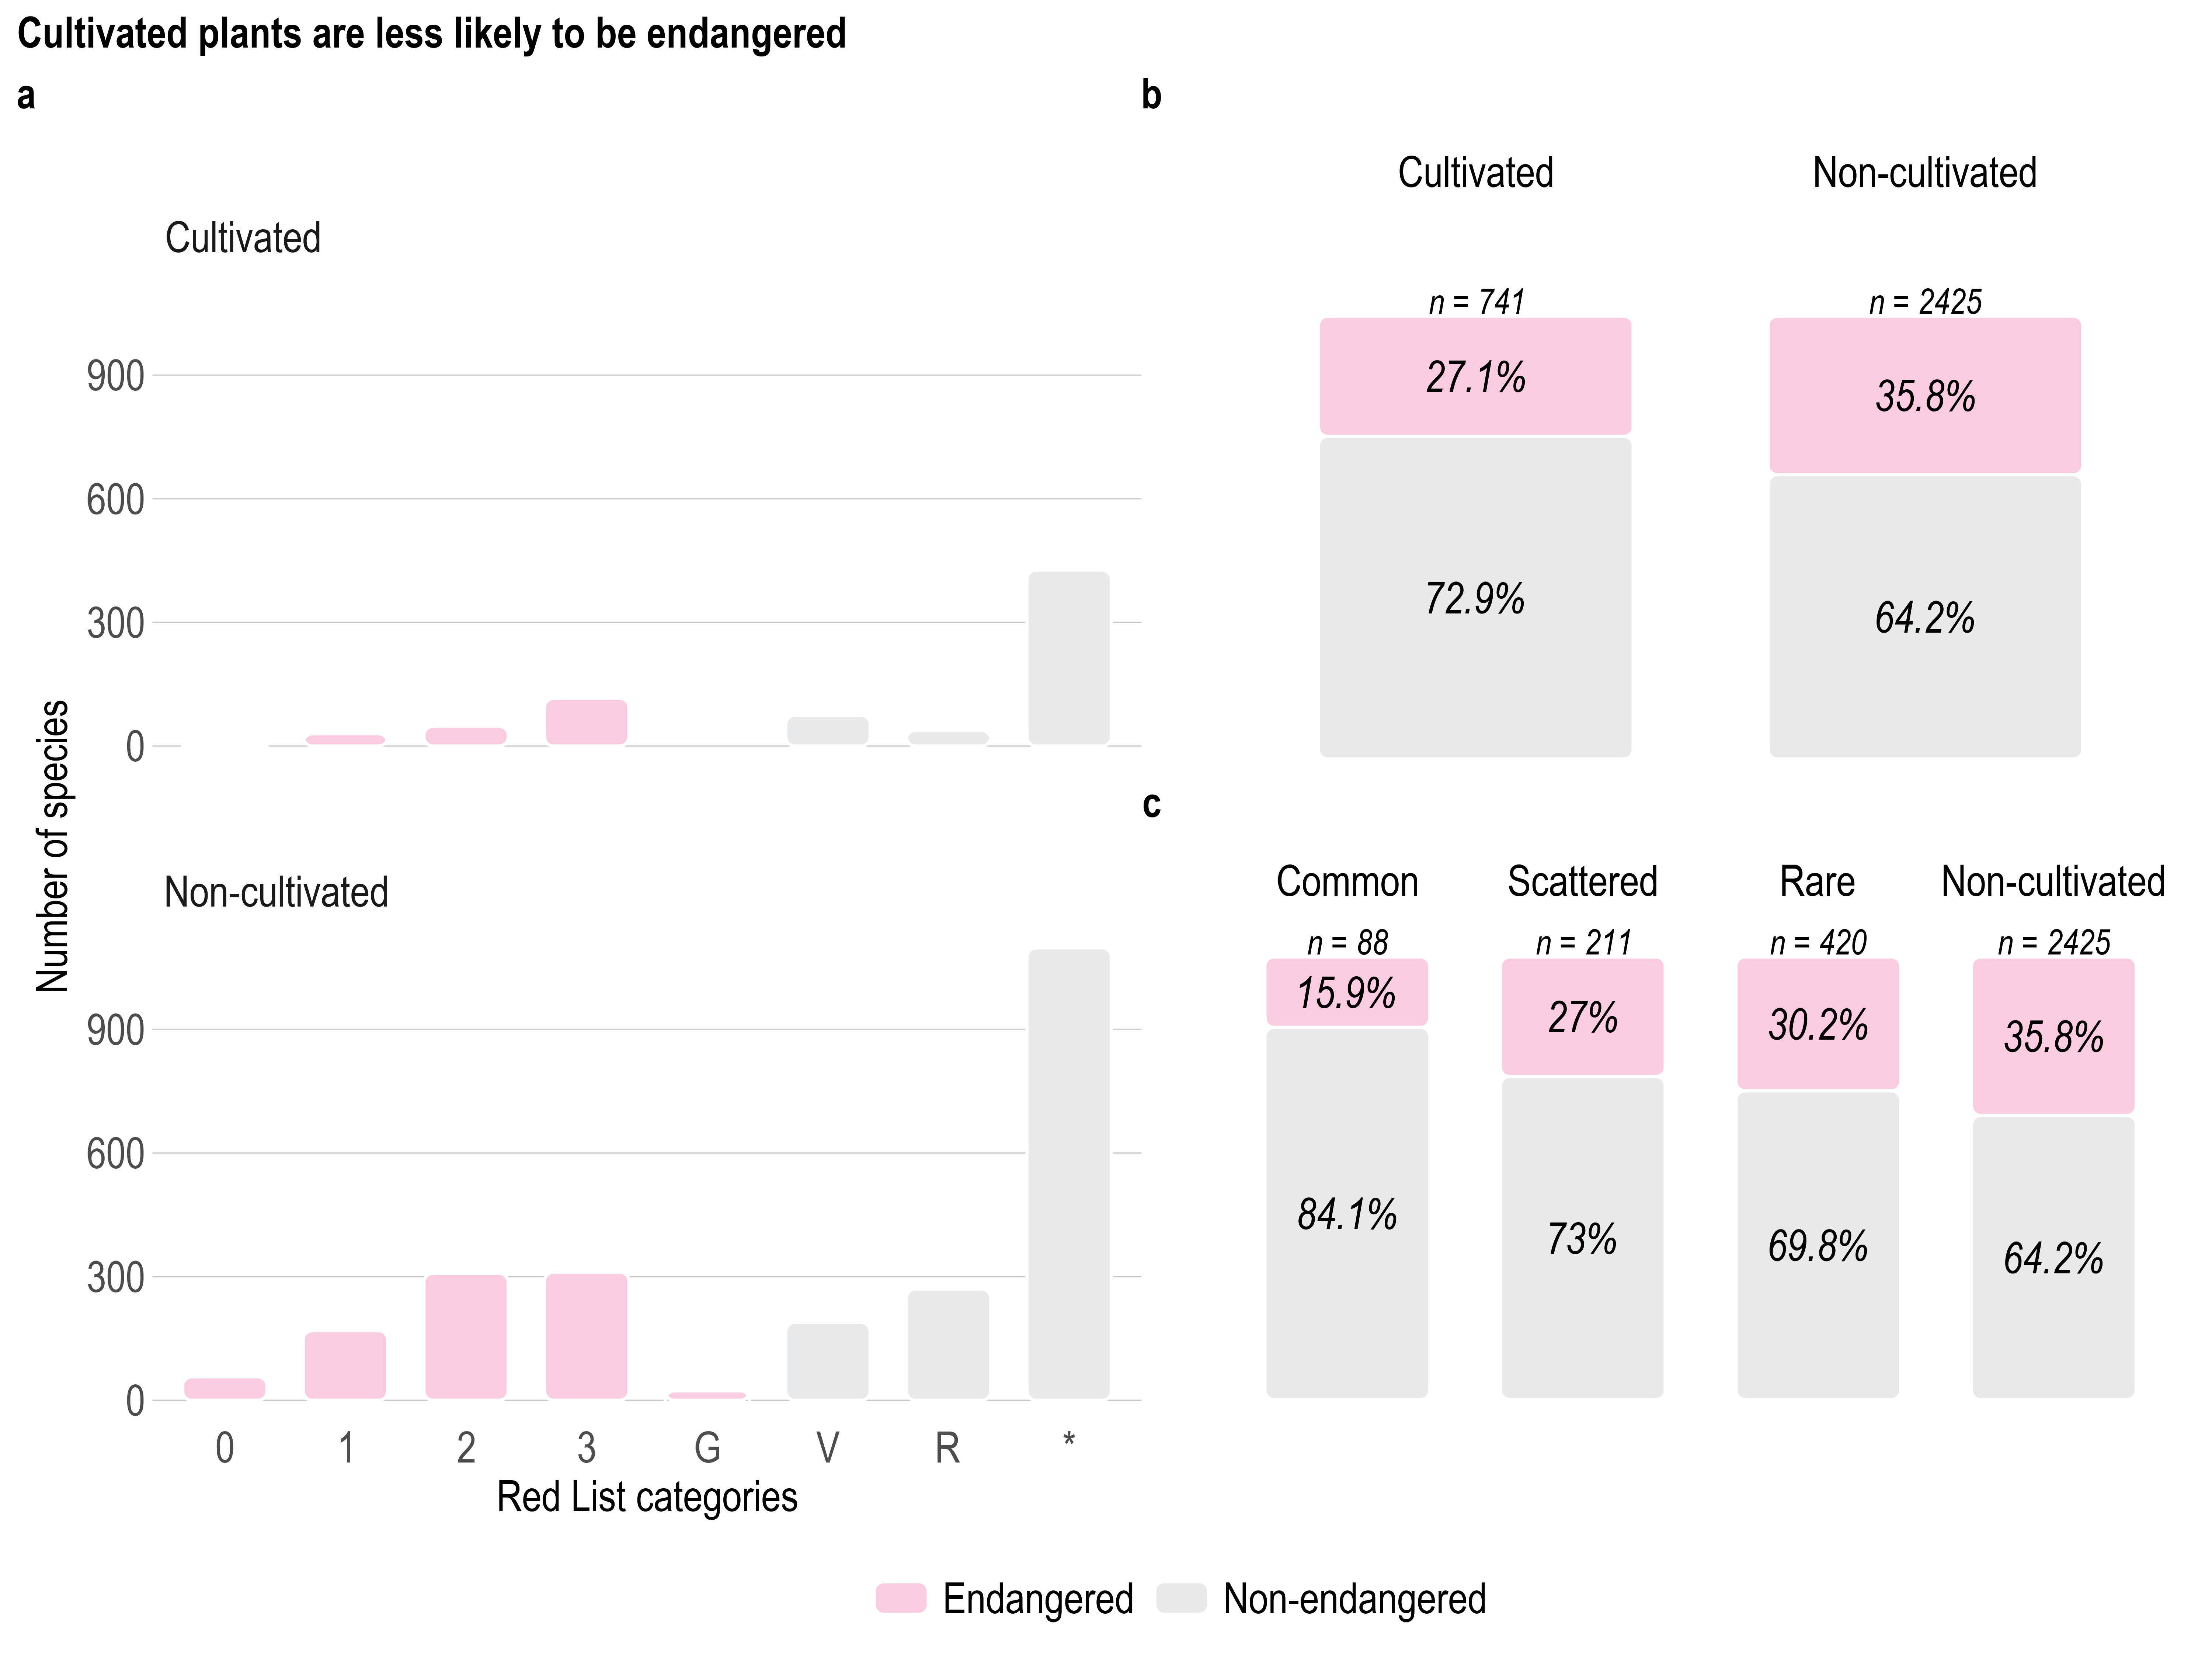 Cultivated plants are less likely to be endangered
a
Cultivated
900
600
300
0
Number of species
Non-cultivated
900
600
300
0
0 1 2 3 G V R *
Red List categories
b
Cultivated Non-cultivated
n = 741 n = 2425
27.1% 35.8%
72.9% 64.2%
c
Common Scattered Rare Non-cultivated
n = 88 n = 211 n = 420 n = 2425
15.9% 27% 30.2% 35.8%
84.1% 73% 69.8% 64.2%
Endangered Non-endangered